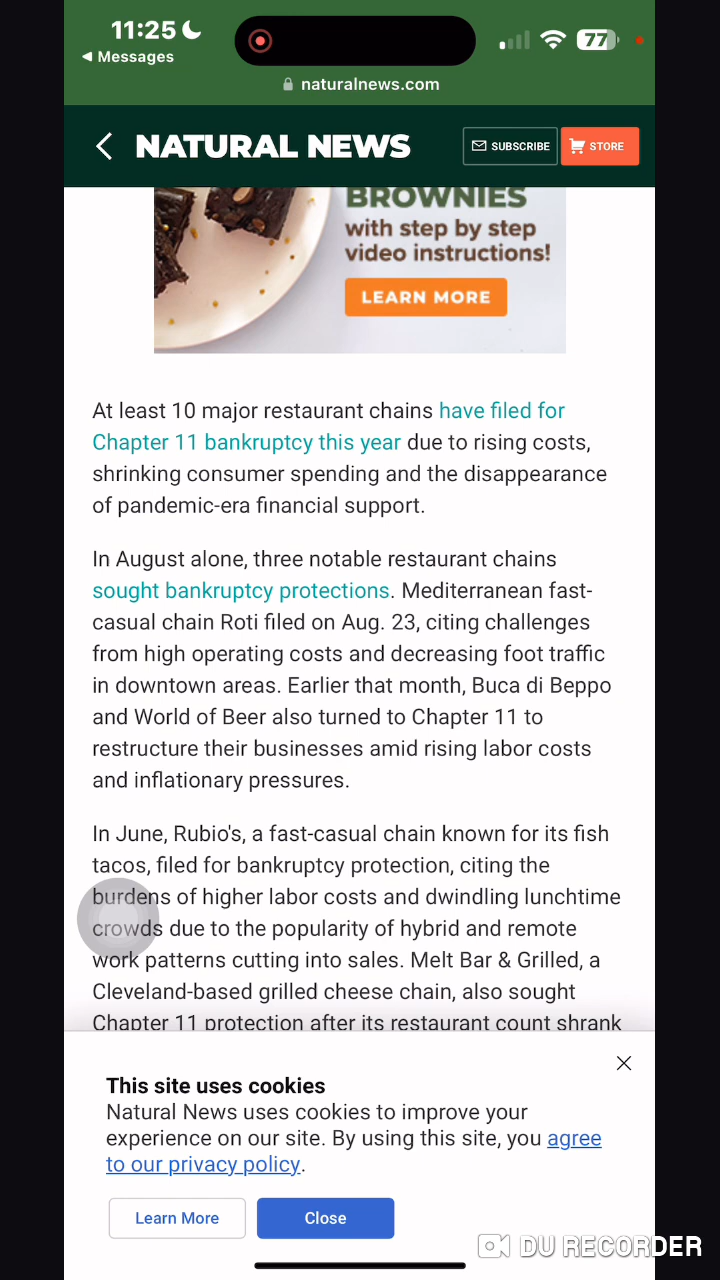 11:25
77
Messages
naturalnews.com
NATURAL NEWS
SUBSCRIBE
STORE
BROWNIES
with step by step
video instructions!
LEARN MORE
At least 10 major restaurant chains have filed for
Chapter 11 bankruptcy this year due to rising costs,
shrinking consumer spending and the disappearance
of pandemic-era financial support.
In August alone, three notable restaurant chains
sought bankruptcy protections. Mediterranean fast-
casual chain Roti filed on Aug. 23, citing challenges
from high operating costs and decreasing foot traffic
in downtown areas. Earlier that month, Buca di Beppo
and World of Beer also turned to Chapter 11 to
restructure their businesses amid rising labor costs
and inflationary pressures.
In June, Rubio's, a fast-casual chain known for its fish
tacos, filed for bankruptcy protection, citing the
burdens of higher labor costs and dwindling lunchtime
crowds due to the popularity of hybrid and remote
work patterns cutting into sales. Melt Bar & Grilled, a
Cleveland-based grilled cheese chain, also sought
Chapter 11 protection after its restaurant count shrank
This site uses cookies
Natural News uses cookies to improve your
experience on our site. By using this site, you agree
to our privacy policy.
Learn More
Close
DU RECORDER